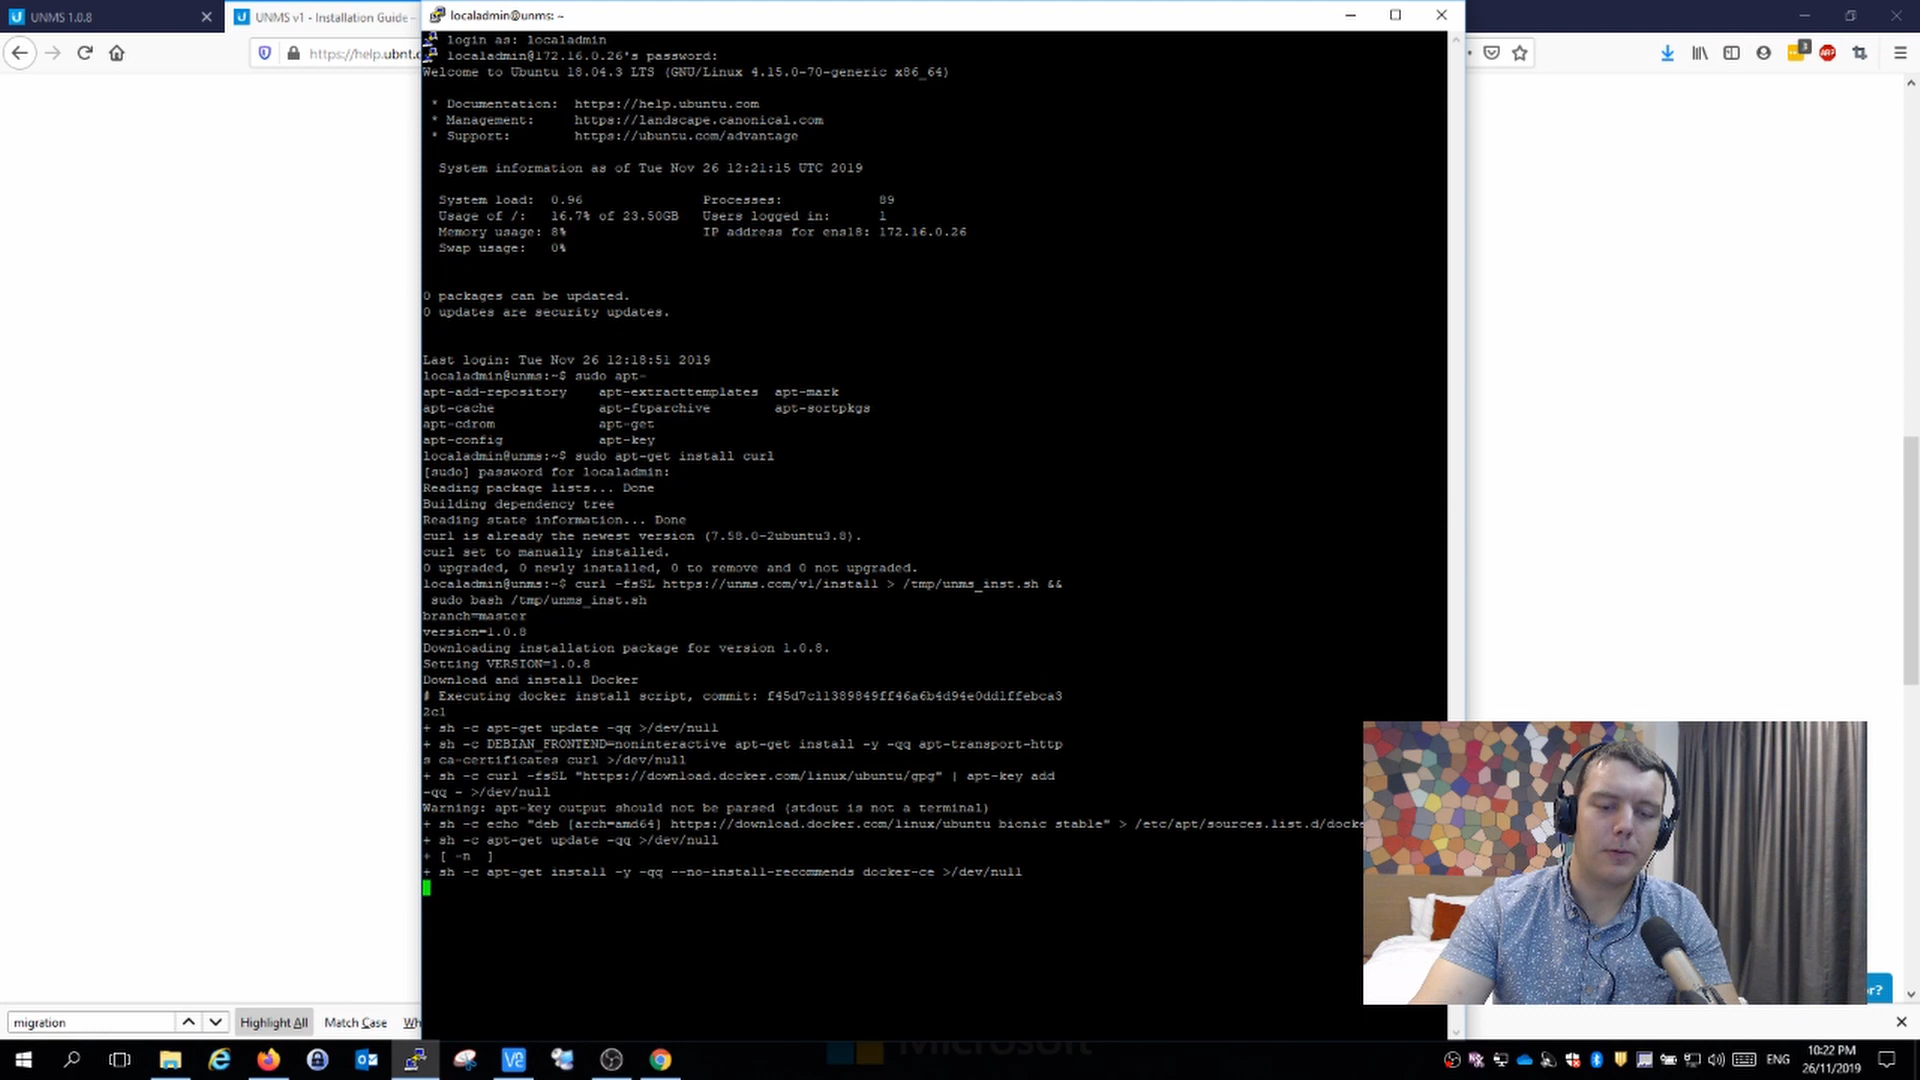 UNMS 1.0.8
UNMS v1 - Installation Guide –
localadmin@unms: ~
https://help.ubnt.c
3
ABP
login as: localadmin
localadmin@172.16.0.26's password:
Welcome to Ubuntu 18.04.3 LTS (GNU/Linux 4.15.0-70-generic x86_64)
* Documentation: https://help.ubuntu.com
* Management: https://landscape.canonical.com
* Support: https://ubuntu.com/advantage
System information as of Tue Nov 26 12:21:15 UTC 2019
System load: 0.96 Processes: 89
Usage of /: 16.7% of 23.50GB Users logged in: 1
Memory usage: 8% IP address for ens18: 172.16.0.26
Swap usage: 0%
0 packages can be updated.
0 updates are security updates.
Last login: Tue Nov 26 12:18:51 2019
localadmin@unms:~$ sudo apt-
apt-add-repository apt-extracttemplates apt-mark
apt-cache apt-ftparchive apt-sortpkgs
apt-cdrom apt-get
apt-config apt-key
localadmin@unms:~$ sudo apt-get install curl
[sudo] password for localadmin:
Reading package lists... Done
Building dependency tree
Reading state information... Done
curl is already the newest version (7.58.0-2ubuntu3.8).
curl set to manually installed.
0 upgraded, 0 newly installed, 0 to remove and 0 not upgraded.
localadmin@unms:~$ curl -fsSL https://unms.com/v1/install > /tmp/unms_inst.sh &&
sudo bash /tmp/unms_inst.sh
branch=master
version=1.0.8
Downloading installation package for version 1.0.8.
Setting VERSION=1.0.8
Download and install Docker
# Executing docker install script, commit: f45d7c11389849ff46a6b4d94e0dd1ffebca3
2c1
+ sh -c apt-get update -qq >/dev/null
+ sh -c DEBIAN_FRONTEND=noninteractive apt-get install -y -qq apt-transport-http
s ca-certificates curl >/dev/null
+ sh -c curl -fsSL "https://download.docker.com/linux/ubuntu/gpg" | apt-key add
-qq - >/dev/null
Warning: apt-key output should not be parsed (stdout is not a terminal)
+ sh -c echo "deb [arch=amd64] https://download.docker.com/linux/ubuntu bionic stable" > /etc/apt/sources.list.d/docke
+ sh -c apt-get update -qq >/dev/null
+ [ -n ]
+ sh -c apt-get install -y -qq --no-install-recommends docker-ce >/dev/null
r?
migration
Highlight All
Match Case
Wh
Microsoft
ENG
10:22 PM
26/11/2019